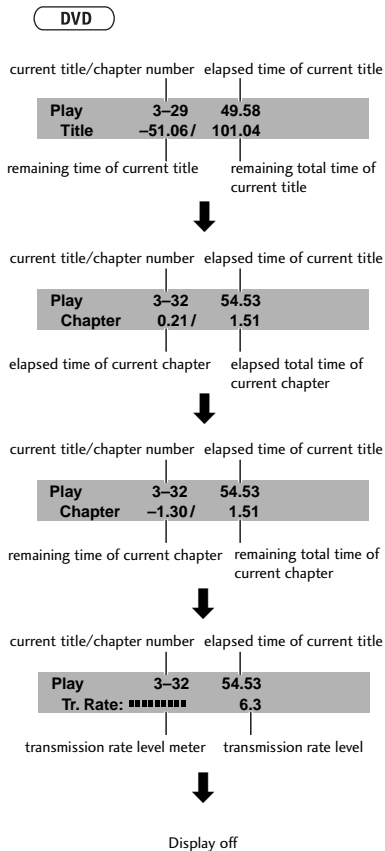 DVD
current title/chapter number elapsed time of current title
Play 3–29 49.58
Title –51.06 / 101.04
remaining time of current title remaining total time of
current title
current title/chapter number elapsed time of current title
Play 3–32 54.53
Chapter 0.21 / 1.51
elapsed time of current chapter elapsed total time of
current chapter
current title/chapter number elapsed time of current title
Play 3–32 54.53
Chapter –1.30 / 1.51
remaining time of current chapter remaining total time of
current chapter
current title/chapter number elapsed time of current title
Play 3–32 54.53
Tr. Rate: 6.3
transmission rate level meter transmission rate level
Display off